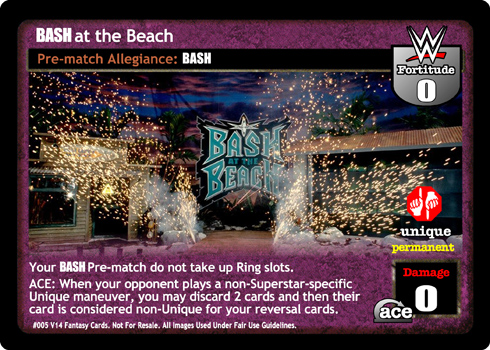 BASH at the Beach
Pre-match Allegiance: BASH
W
Fortitude
0
BASH
AT THE
BEACH
unique
permanent
Your BASH Pre-match do not take up Ring slots.
ACE: When your opponent plays a non-Superstar-specific
Unique maneuver, you may discard 2 cards and then their
card is considered non-Unique for your reversal cards.
Damage
0
ace
#005 V14 Fantasy Cards. Not For Resale. All Images Used Under Fair Use Guidelines.